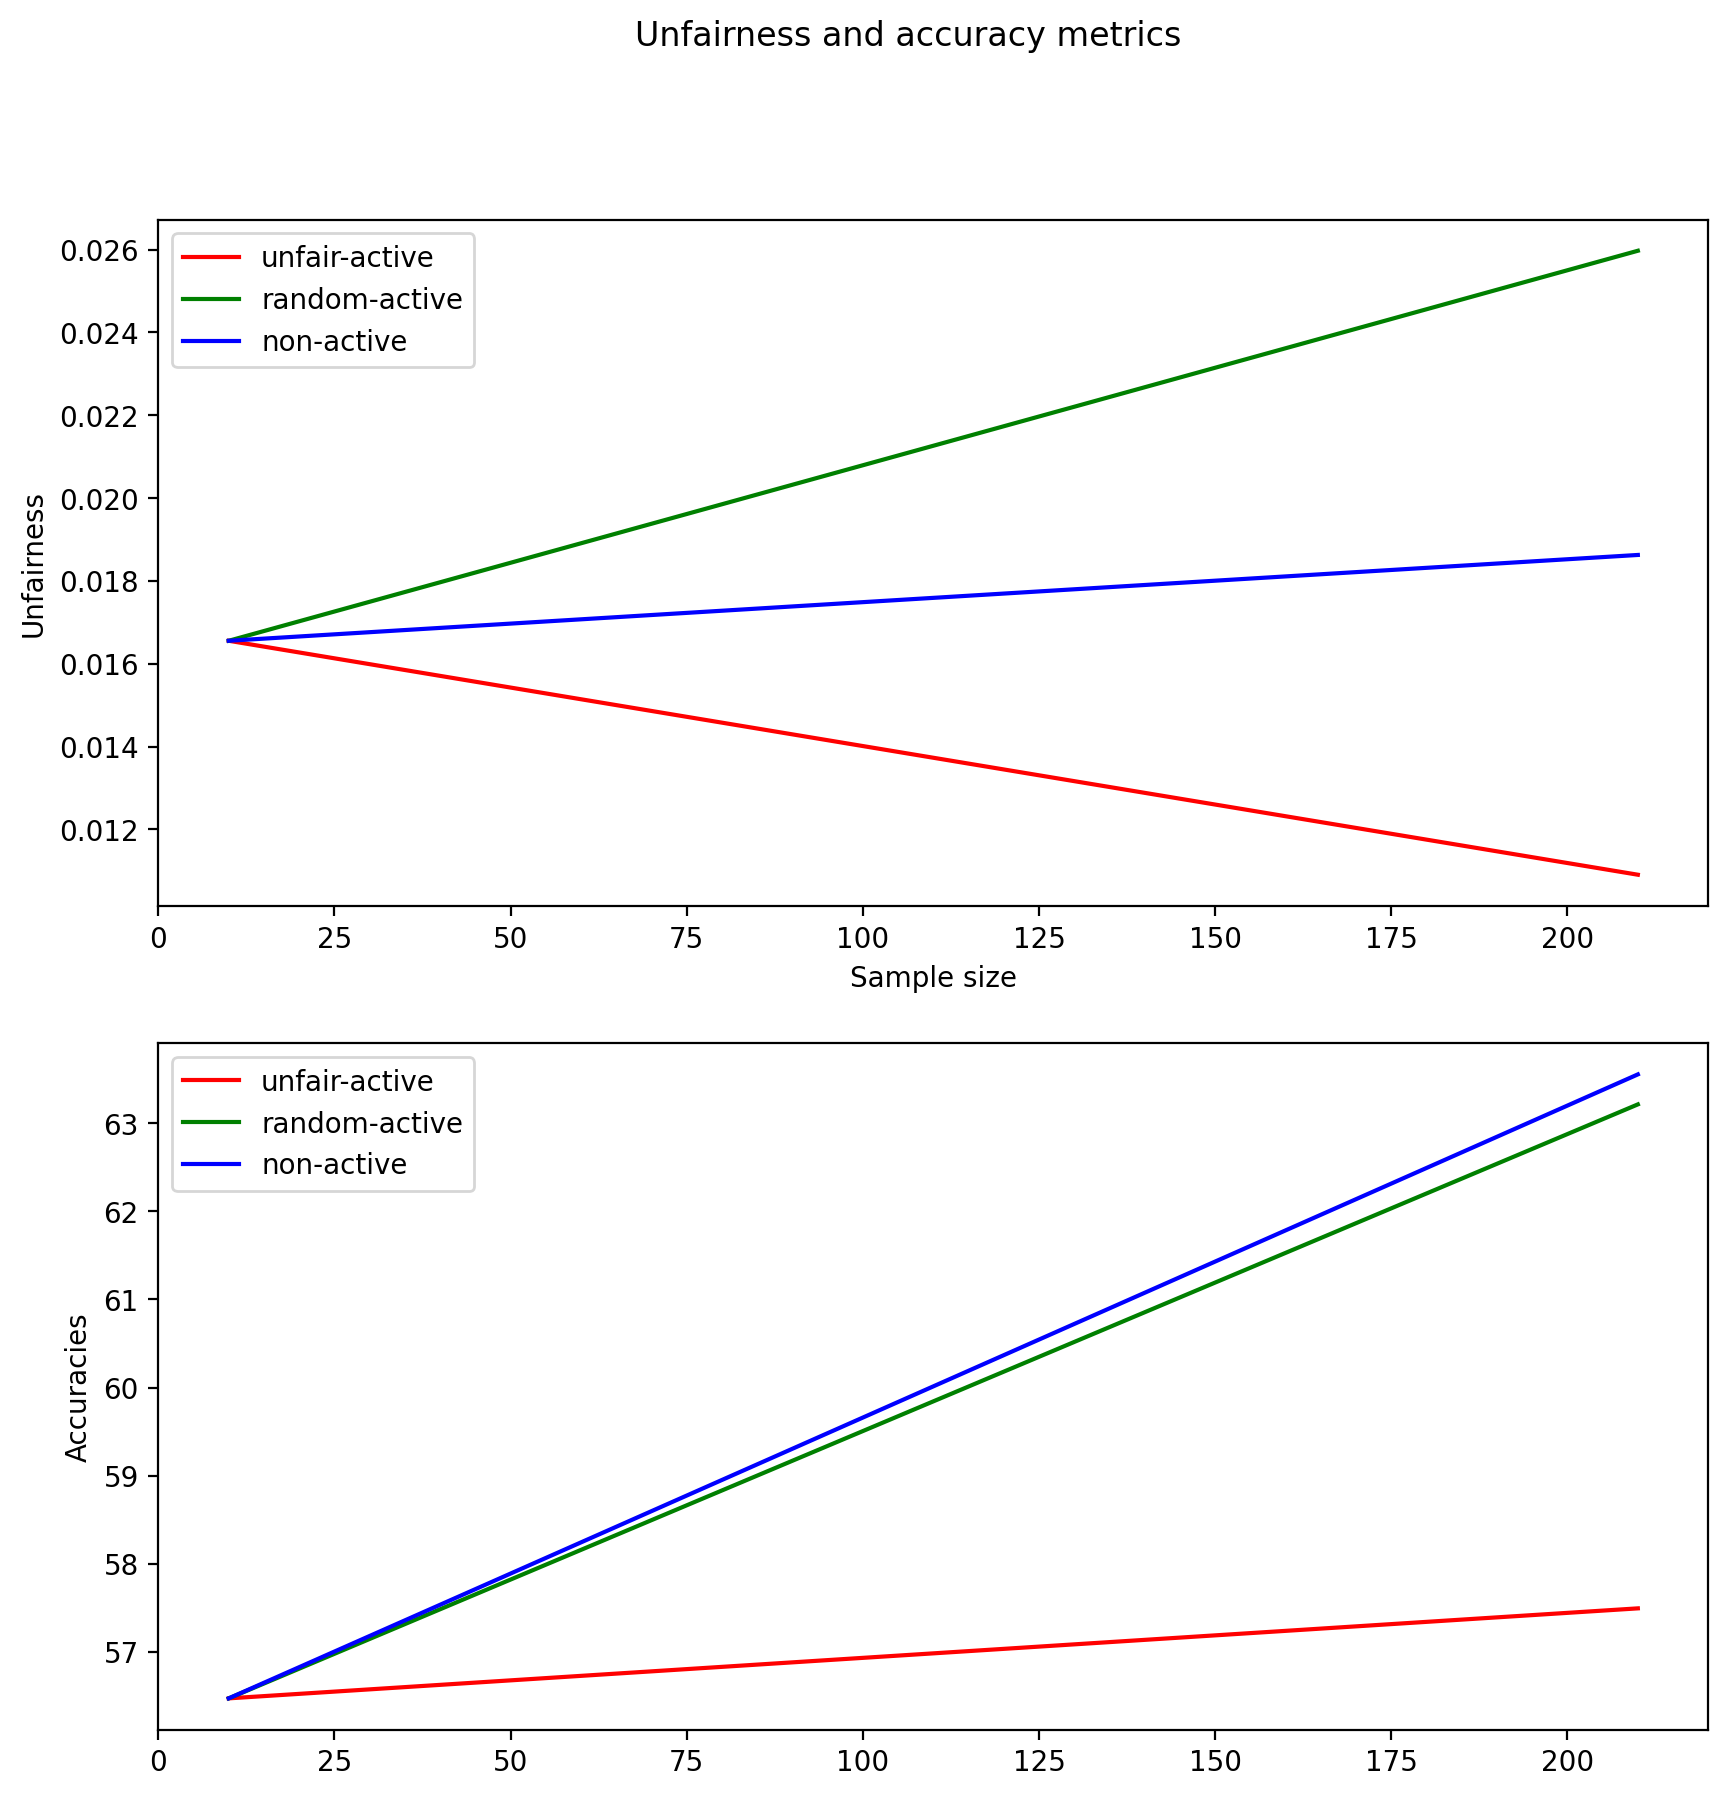 Unfairness and accuracy metrics
unfair-active
random-active
non-active
0.026
0.024
0.022
0.020
0.018
0.016
0.014
0.012
Unfairness
0 25 50 75 100 125 150 175 200
Sample size
unfair-active
random-active
non-active
63
62
61
60
59
58
57
Accuracies
0 25 50 75 100 125 150 175 200